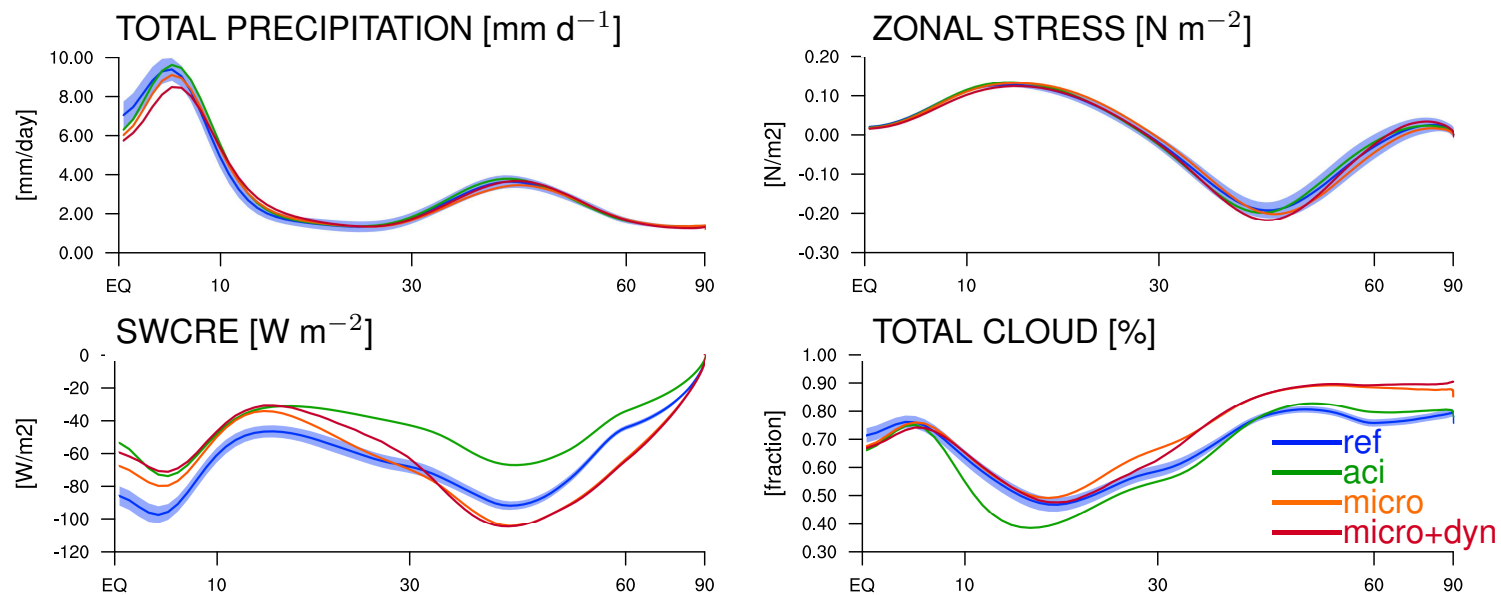 TOTAL PRECIPITATION [mm d−1]
10.00
8.00
6.00
4.00
2.00
0.00
[mm/day]
EQ 10 30 60 90
ZONAL STRESS [N m−2]
0.20
0.10
0.00
-0.10
-0.20
-0.30
[N/m2]
EQ 10 30 60 90
SWCRE [W m−2]
0
-20
-40
-60
-80
-100
-120
[W/m2]
EQ 10 30 60 90
TOTAL CLOUD [%]
1.00
0.90
0.80
0.70
0.60
0.50
0.40
0.30
[fraction]
ref
aci
micro
micro+dyn
EQ 10 30 60 90